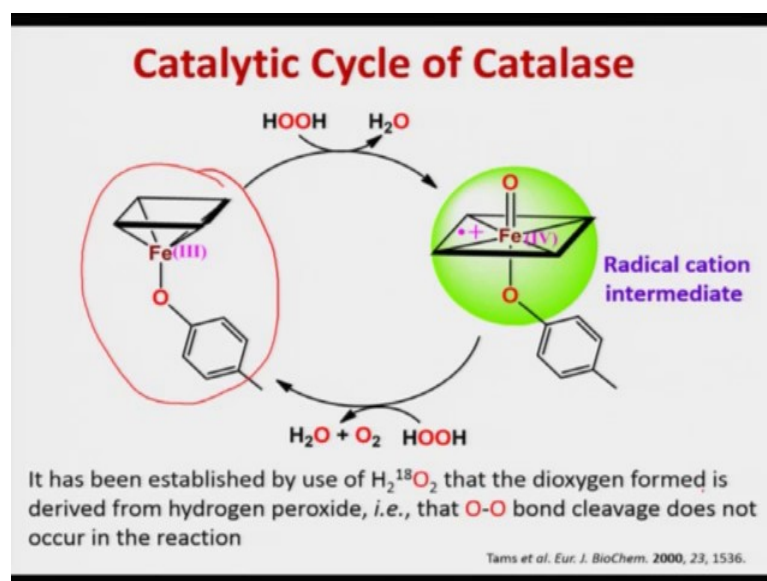 Catalytic Cycle of Catalase
HOOH H₂O
Fe(III)
O
O
•+ Fe(IV)
O
Radical cation
intermediate
H₂O + O₂ HOOH
It has been established by use of H₂¹⁸O₂ that the dioxygen formed is
derived from hydrogen peroxide, i.e., that O-O bond cleavage does not
occur in the reaction
Tams et al. Eur. J. BioChem. 2000, 23, 1536.